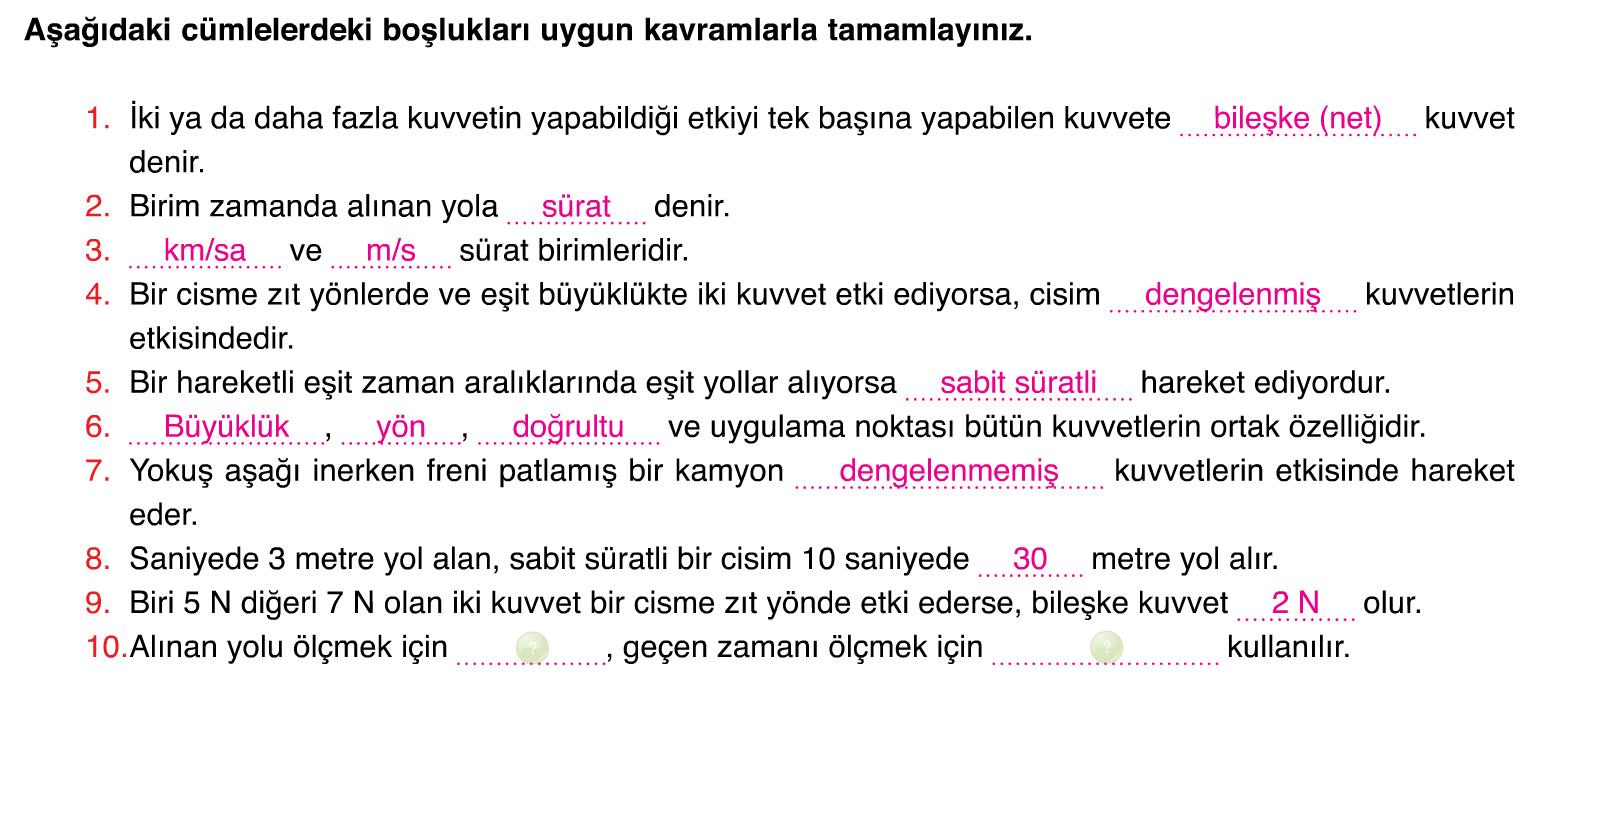 Aşağıdaki cümlelerdeki boşlukları uygun kavramlarla tamamlayınız.
1. İki ya da daha fazla kuvvetin yapabildiği etkiyi tek başına yapabilen kuvvete bileşke (net) kuvvet
denir.
2. Birim zamanda alınan yola sürat denir.
3. km/sa ve m/s sürat birimleridir.
4. Bir cisme zıt yönlerde ve eşit büyüklükte iki kuvvet etki ediyorsa, cisim dengelenmiş kuvvetlerin
etkisindedir.
5. Bir hareketli eşit zaman aralıklarında eşit yollar alıyorsa sabit süratli hareket ediyordur.
6. Büyüklük, yön, doğrultu ve uygulama noktası bütün kuvvetlerin ortak özelliğidir.
7. Yokuş aşağı inerken freni patlamış bir kamyon dengelenmemiş kuvvetlerin etkisinde hareket
eder.
8. Saniyede 3 metre yol alan, sabit süratli bir cisim 10 saniyede 30 metre yol alır.
9. Biri 5 N diğeri 7 N olan iki kuvvet bir cisme zıt yönde etki ederse, bileşke kuvvet 2 N olur.
10.Alınan yolu ölçmek için ?, geçen zamanı ölçmek için ? kullanılır.